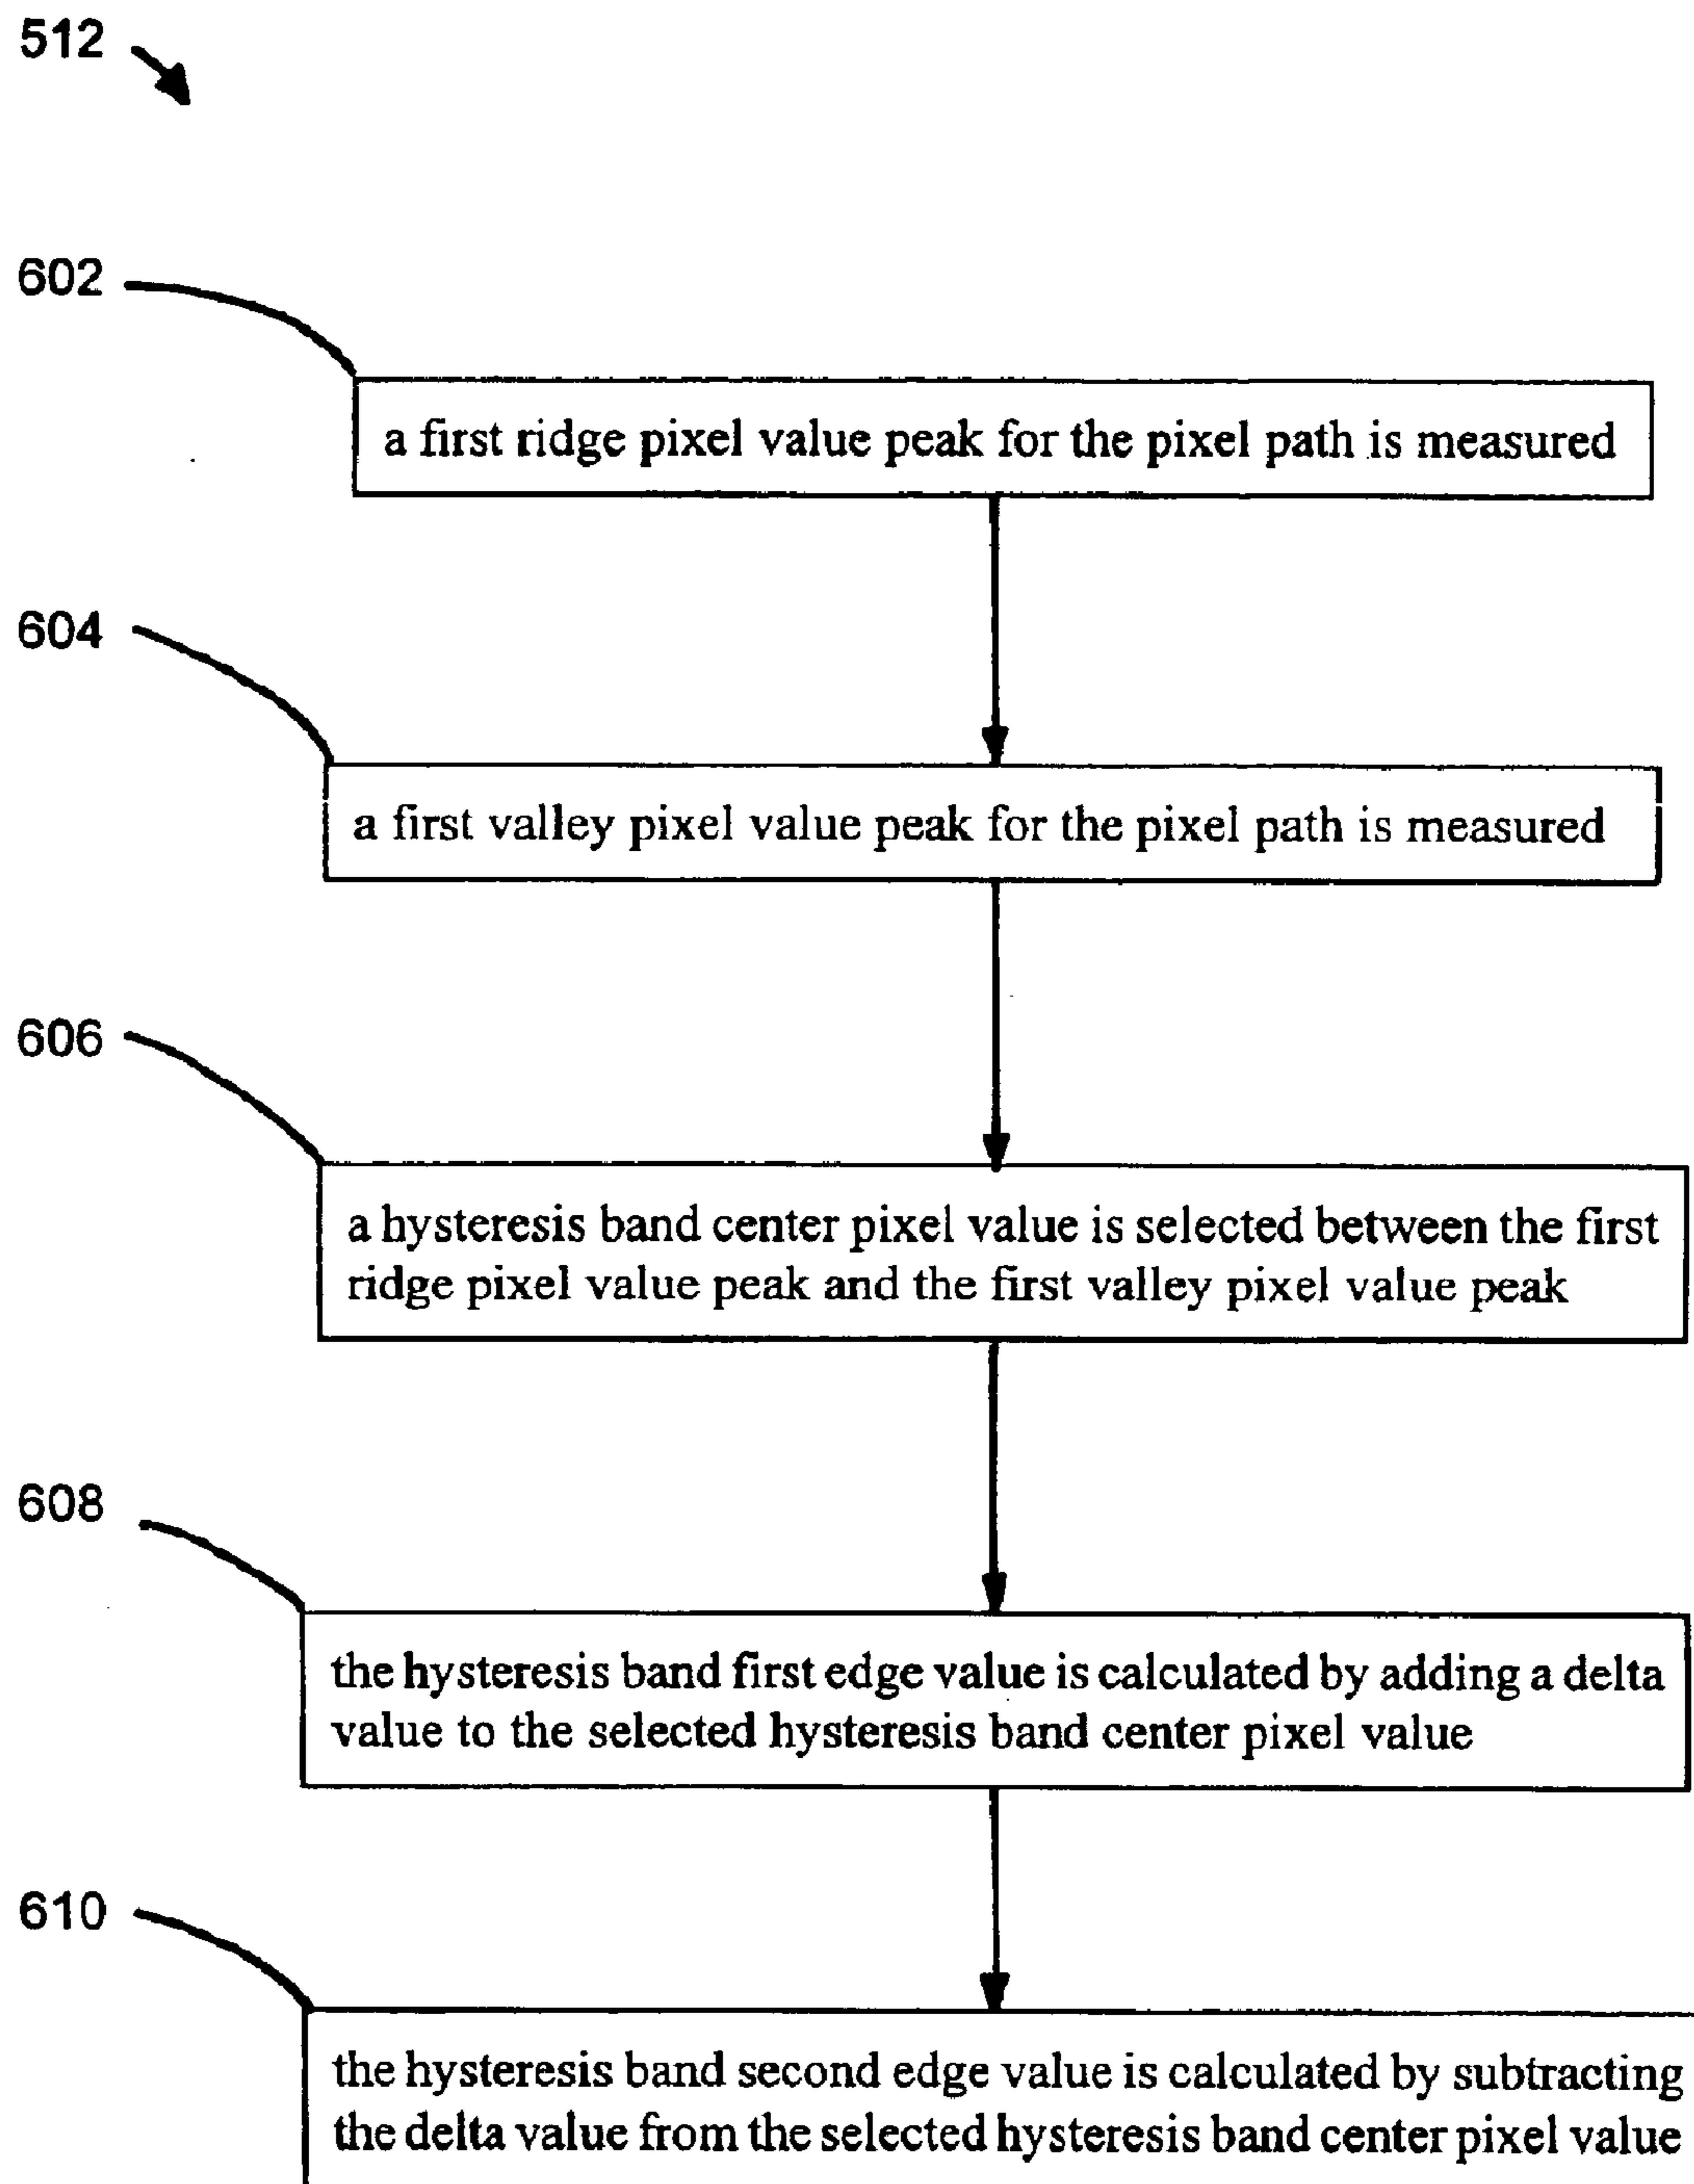 512
602
a first ridge pixel value peak for the pixel path is measured
604
a first valley pixel value peak for the pixel path is measured
606
a hysteresis band center pixel value is selected between the first
ridge pixel value peak and the first valley pixel value peak
608
the hysteresis band first edge value is calculated by adding a delta
value to the selected hysteresis band center pixel value
610
the hysteresis band second edge value is calculated by subtracting
the delta value from the selected hysteresis band center pixel value